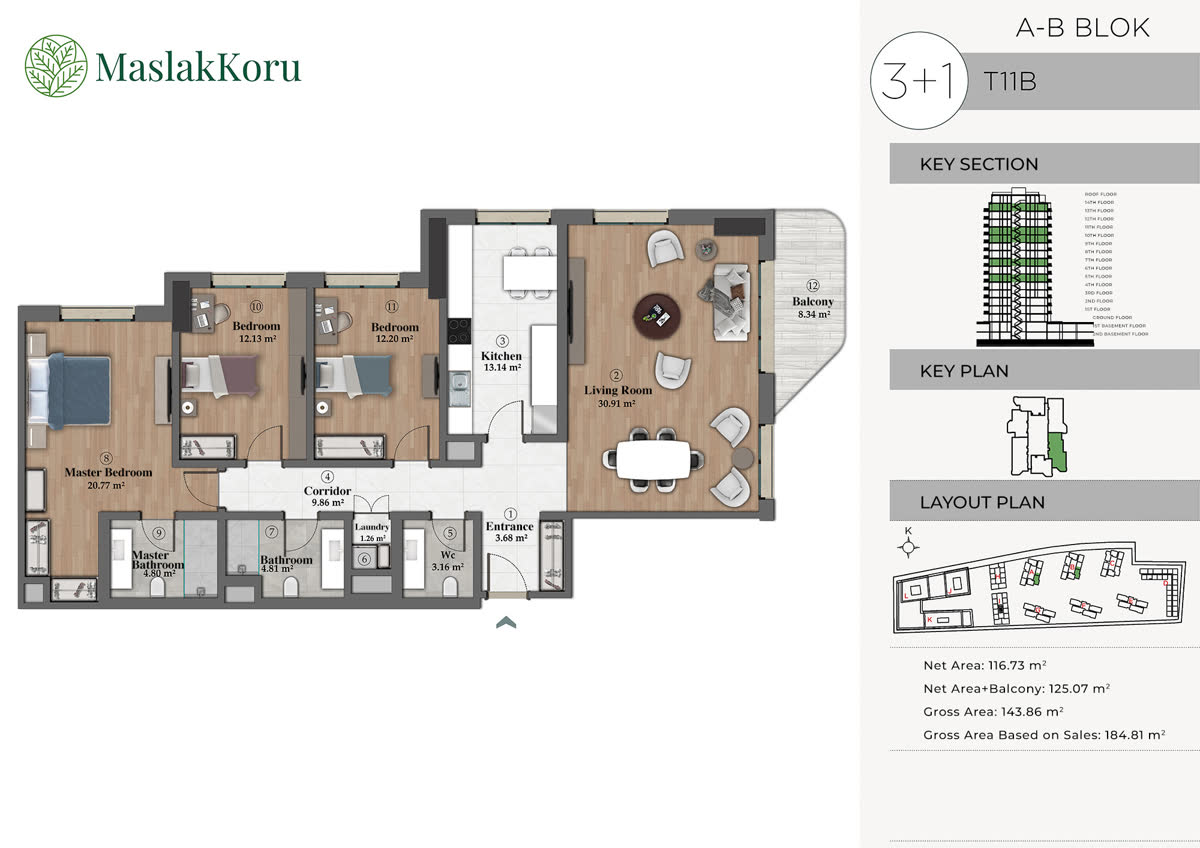 MaslakKoru
A-B BLOK
3+1
T11B
KEY SECTION
ROOF FLOOR
14TH FLOOR
13TH FLOOR
12TH FLOOR
11TH FLOOR
10TH FLOOR
9TH FLOOR
8TH FLOOR
7TH FLOOR
6TH FLOOR
5TH FLOOR
4TH FLOOR
3RD FLOOR
2ND FLOOR
1ST FLOOR
GROUND FLOOR
1ST BASEMENT FLOOR
2ND BASEMENT FLOOR
KEY PLAN
LAYOUT PLAN
K
L
J
K
A
B
C
D
Net Area: 116.73 m²
Net Area+Balcony: 125.07 m²
Gross Area: 143.86 m²
Gross Area Based on Sales: 184.81 m²
10
Bedroom
12.13 m²
11
Bedroom
12.20 m²
3
Kitchen
13.14 m²
2
Living Room
30.91 m²
12
Balcony
8.34 m²
8
Master Bedroom
20.77 m²
4
Corridor
9.86 m²
1
Entrance
3.68 m²
9
Master
Bathroom
4.80 m²
7
Bathroom
4.81 m²
Laundry
1.26 m²
6
5
Wc
3.16 m²